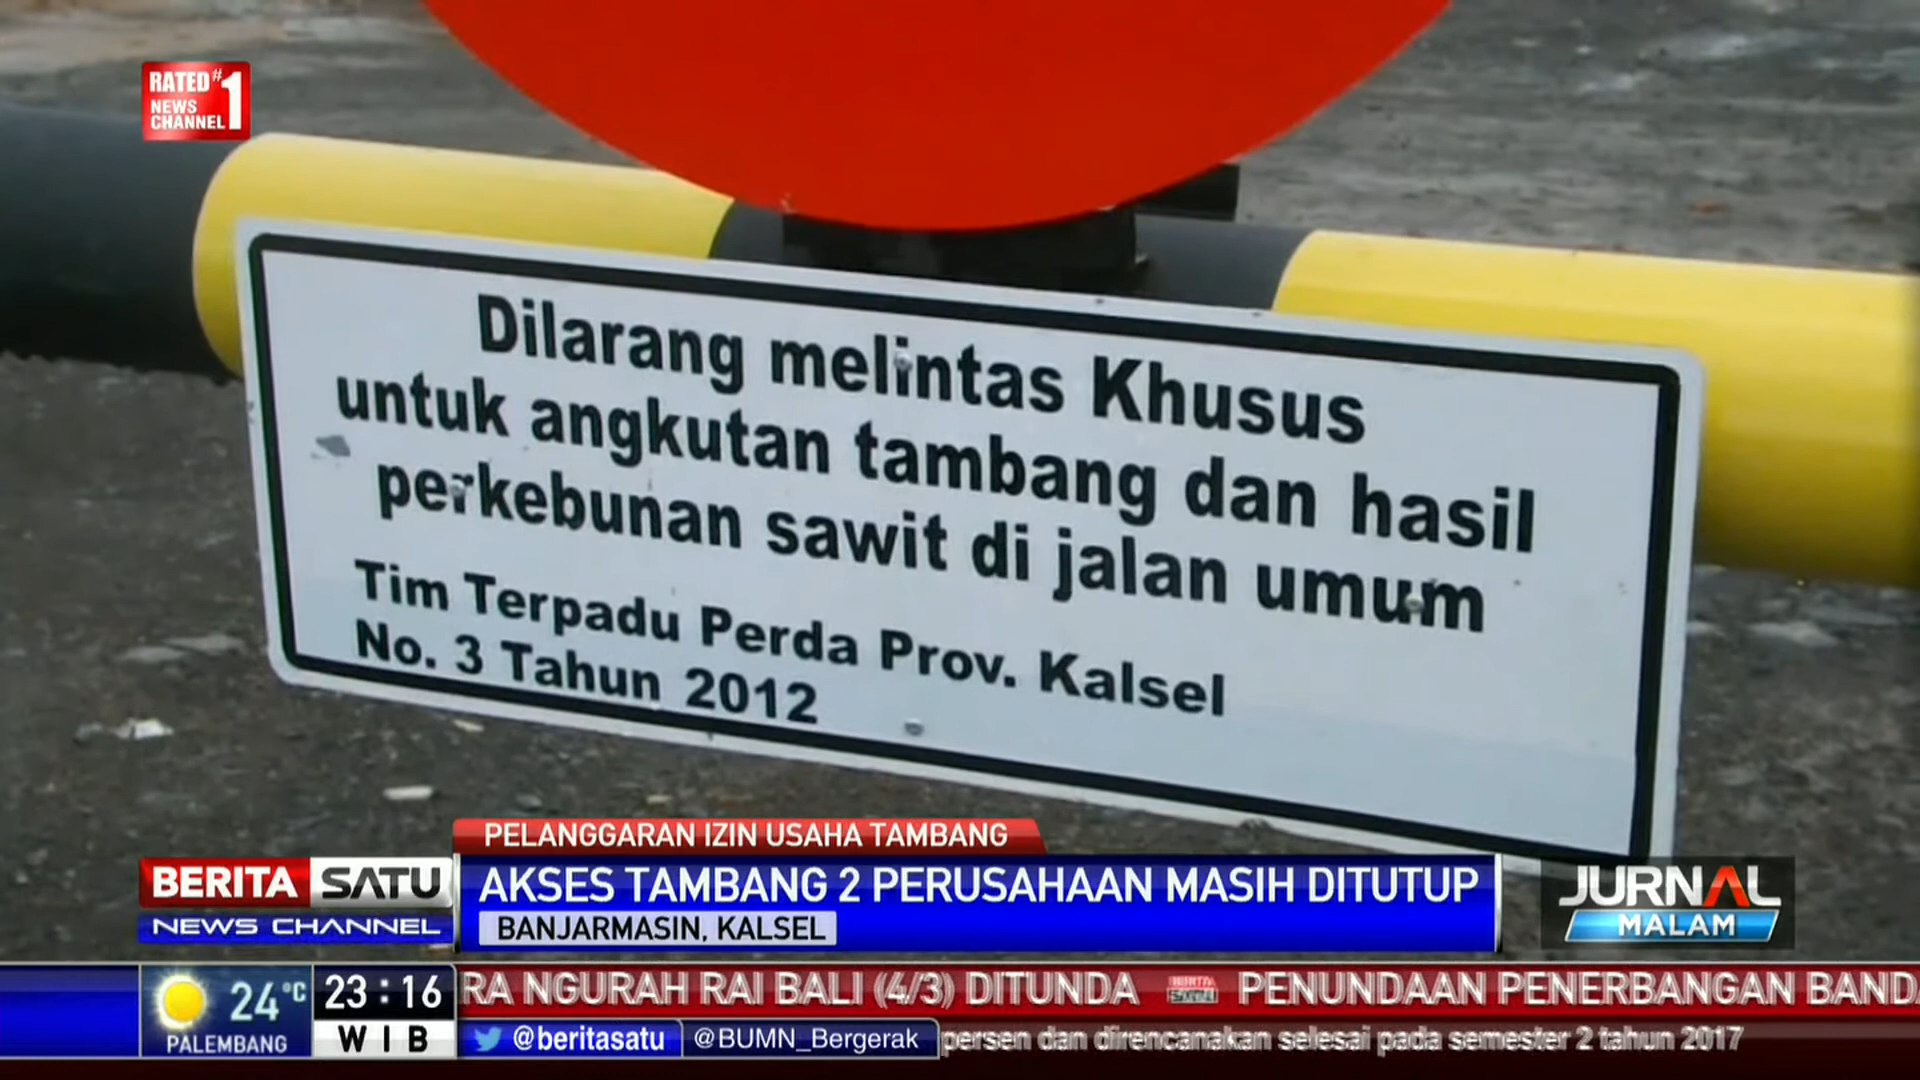 RATED #1
NEWS
CHANNEL
Dilarang melintas Khusus
untuk angkutan tambang dan hasil
perkebunan sawit di jalan umum
Tim Terpadu Perda Prov. Kalsel
No. 3 Tahun 2012
PELANGGARAN IZIN USAHA TAMBANG
BERITA SATU
NEWS CHANNEL
AKSES TAMBANG 2 PERUSAHAAN MASIH DITUTUP
BANJARMASIN, KALSEL
JURNAL
MALAM
24°C
PALEMBANG
23:16
WIB
RA NGURAH RAI BALI (4/3) DITUNDA BERITA SATU PENUNDAAN PENERBANGAN BANDA
@beritasatu @BUMN_Bergerak persen dan direncanakan selesai pada semester 2 tahun 2017